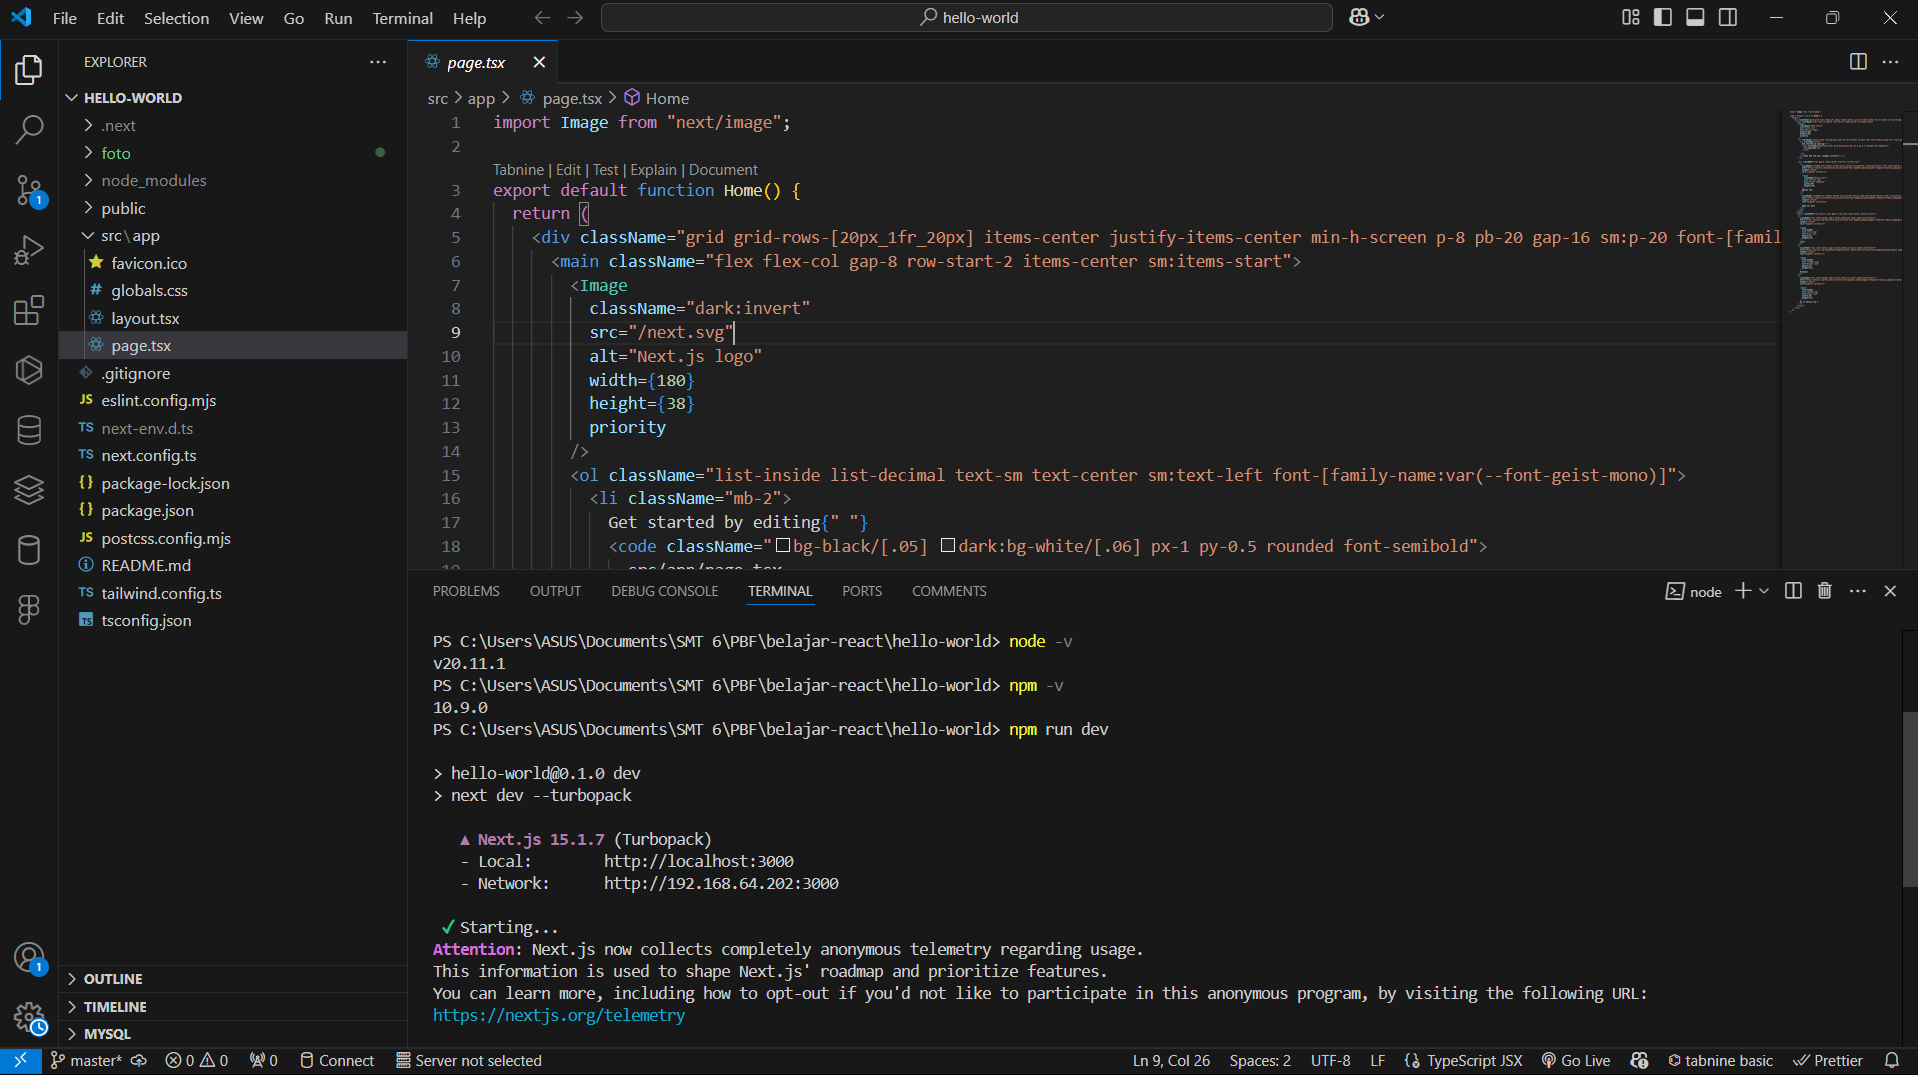 File Edit Selection View Go Run Terminal Help
hello-world
EXPLORER
HELLO-WORLD
.next
foto
node_modules
public
src\app
favicon.ico
# globals.css
layout.tsx
page.tsx
.gitignore
JS eslint.config.mjs
TS next-env.d.ts
TS next.config.ts
{} package-lock.json
{} package.json
JS postcss.config.mjs
README.md
TS tailwind.config.ts
TS tsconfig.json
OUTLINE
TIMELINE
MYSQL
1
1
page.tsx
src > app > page.tsx > Home
1 import Image from "next/image";
2
Tabnine | Edit | Test | Explain | Document
3 export default function Home() {
4 return (
5 <div className="grid grid-rows-[20px_1fr_20px] items-center justify-items-center min-h-screen p-8 pb-20 gap-16 sm:p-20 font-[famil
6 <main className="flex flex-col gap-8 row-start-2 items-center sm:items-start">
7 <Image
8 className="dark:invert"
9 src="/next.svg"
10 alt="Next.js logo"
11 width={180}
12 height={38}
13 priority
14 />
15 <ol className="list-inside list-decimal text-sm text-center sm:text-left font-[family-name:var(--font-geist-mono)]">
16 <li className="mb-2">
17 Get started by editing{" "}
18 <code className="bg-black/[.05] dark:bg-white/[.06] px-1 py-0.5 rounded font-semibold">
19 src/app/page.tsx
PROBLEMS OUTPUT DEBUG CONSOLE TERMINAL PORTS COMMENTS
node
PS C:\Users\ASUS\Documents\SMT 6\PBF\belajar-react\hello-world> node -v
v20.11.1
PS C:\Users\ASUS\Documents\SMT 6\PBF\belajar-react\hello-world> npm -v
10.9.0
PS C:\Users\ASUS\Documents\SMT 6\PBF\belajar-react\hello-world> npm run dev
> hello-world@0.1.0 dev
> next dev --turbopack
▲ Next.js 15.1.7 (Turbopack)
- Local: http://localhost:3000
- Network: http://192.168.64.202:3000
✓ Starting...
Attention: Next.js now collects completely anonymous telemetry regarding usage.
This information is used to shape Next.js' roadmap and prioritize features.
You can learn more, including how to opt-out if you'd not like to participate in this anonymous program, by visiting the following URL:
https://nextjs.org/telemetry
master* 0 0 0 Connect Server not selected Ln 9, Col 26 Spaces: 2 UTF-8 LF {} TypeScript JSX Go Live tabnine basic Prettier